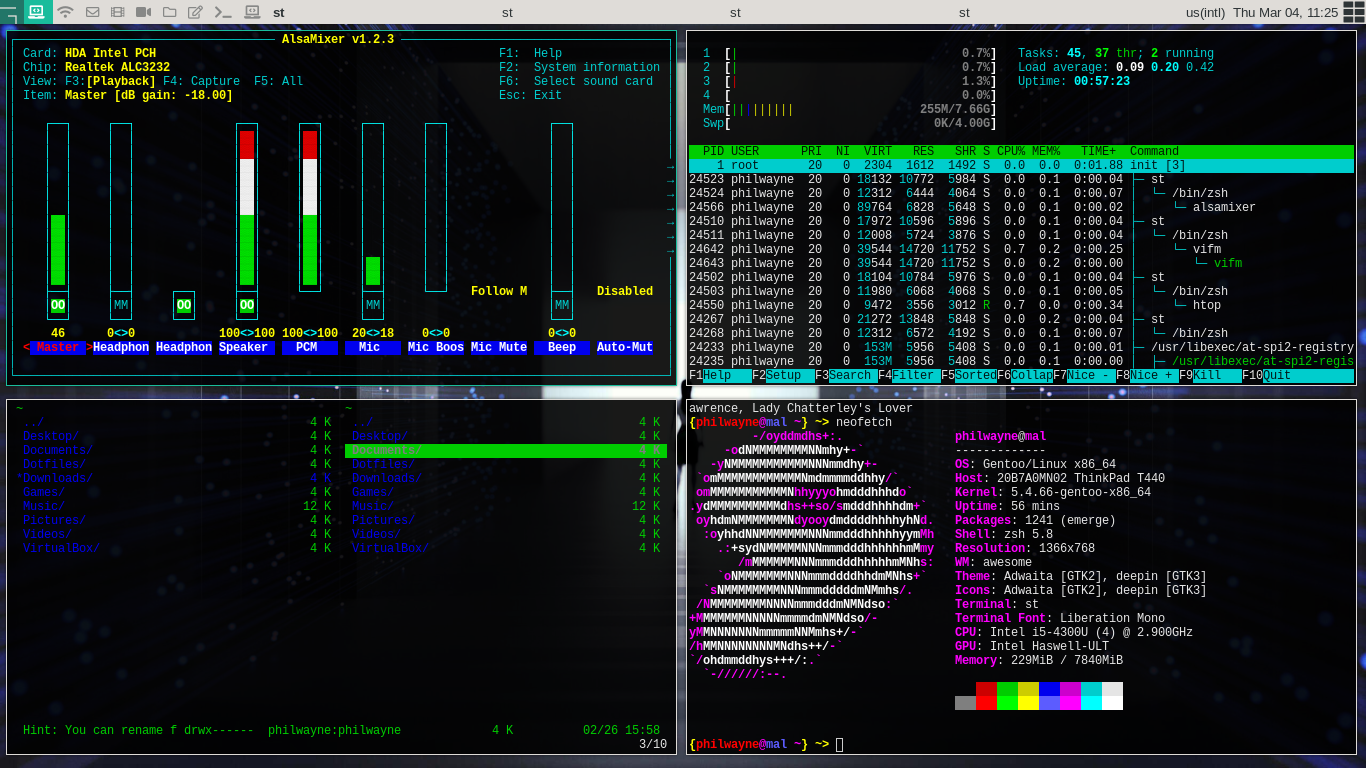 st st st st us(intl) Thu Mar 04, 11:25
AlsaMixer v1.2.3
Card: HDA Intel PCH F1: Help
Chip: Realtek ALC3232 F2: System information
View: F3:[Playback] F4: Capture F5: All F6: Select sound card
Item: Master [dB gain: -18.00] Esc: Exit
Follow M Disabled
OO MM OO OO MM MM
46 0<>0 100<>100 100<>100 20<>18 0<>0 0<>0
< Master >Headphon Headphon Speaker PCM Mic Mic Boos Mic Mute Beep Auto-Mut
1 [| 0.7%] Tasks: 45, 37 thr; 2 running
2 [| 0.7%] Load average: 0.09 0.20 0.42
3 [| 1.3%] Uptime: 00:57:23
4 [ 0.0%]
Mem[||||||||| 255M/7.66G]
Swp[ 0K/4.00G]
PID USER PRI NI VIRT RES SHR S CPU% MEM% TIME+ Command
1 root 20 0 2304 1612 1492 S 0.0 0.0 0:01.88 init [3]
24523 philwayne 20 0 18132 10772 5984 S 0.0 0.1 0:00.04 ├─ st
24524 philwayne 20 0 12312 6444 4064 S 0.0 0.1 0:00.07 │ └─ /bin/zsh
24566 philwayne 20 0 89764 6828 5648 S 0.0 0.1 0:00.02 │ └─ alsamixer
24510 philwayne 20 0 17972 10596 5896 S 0.0 0.1 0:00.04 ├─ st
24511 philwayne 20 0 12008 5724 3876 S 0.0 0.1 0:00.04 │ └─ /bin/zsh
24642 philwayne 20 0 39544 14720 11752 S 0.7 0.2 0:00.25 │ └─ vifm
24643 philwayne 20 0 39544 14720 11752 S 0.0 0.2 0:00.00 │ └─ vifm
24502 philwayne 20 0 18104 10784 5976 S 0.0 0.1 0:00.04 ├─ st
24503 philwayne 20 0 11980 6068 4068 S 0.0 0.1 0:00.05 │ └─ /bin/zsh
24550 philwayne 20 0 9472 3556 3012 R 0.7 0.0 0:00.34 │ └─ htop
24267 philwayne 20 0 21272 13848 5848 S 0.0 0.2 0:00.04 ├─ st
24268 philwayne 20 0 12312 6572 4192 S 0.0 0.1 0:00.07 │ └─ /bin/zsh
24233 philwayne 20 0 153M 5956 5408 S 0.0 0.1 0:00.01 ├─ /usr/libexec/at-spi2-registry
24235 philwayne 20 0 153M 5956 5408 S 0.0 0.1 0:00.00 │ ├─ /usr/libexec/at-spi2-regis
F1Help F2Setup F3Search F4Filter F5Sorted F6Collap F7Nice - F8Nice + F9Kill F10Quit
~ ~
../ 4 K ../ 4 K
Desktop/ 4 K Desktop/ 4 K
Documents/ 4 K Documents/ 4 K
Dotfiles/ 4 K Dotfiles/ 4 K
*Downloads/ 4 K Downloads/ 4 K
Games/ 4 K Games/ 4 K
Music/ 12 K Music/ 12 K
Pictures/ 4 K Pictures/ 4 K
Videos/ 4 K Videos/ 4 K
VirtualBox/ 4 K VirtualBox/ 4 K
Hint: You can rename f drwx------ philwayne:philwayne 4 K 02/26 15:58
3/10
awrence, Lady Chatterley's Lover
{philwayne@mal ~} ~> neofetch
philwayne@mal
-------------
OS: Gentoo/Linux x86_64
Host: 20B7A0MN02 ThinkPad T440
Kernel: 5.4.66-gentoo-x86_64
Uptime: 56 mins
Packages: 1241 (emerge)
Shell: zsh 5.8
Resolution: 1366x768
WM: awesome
Theme: Adwaita [GTK2], deepin [GTK3]
Icons: Adwaita [GTK2], deepin [GTK3]
Terminal: st
Terminal Font: Liberation Mono
CPU: Intel i5-4300U (4) @ 2.900GHz
GPU: Intel Haswell-ULT
Memory: 229MiB / 7840MiB
{philwayne@mal ~} ~>